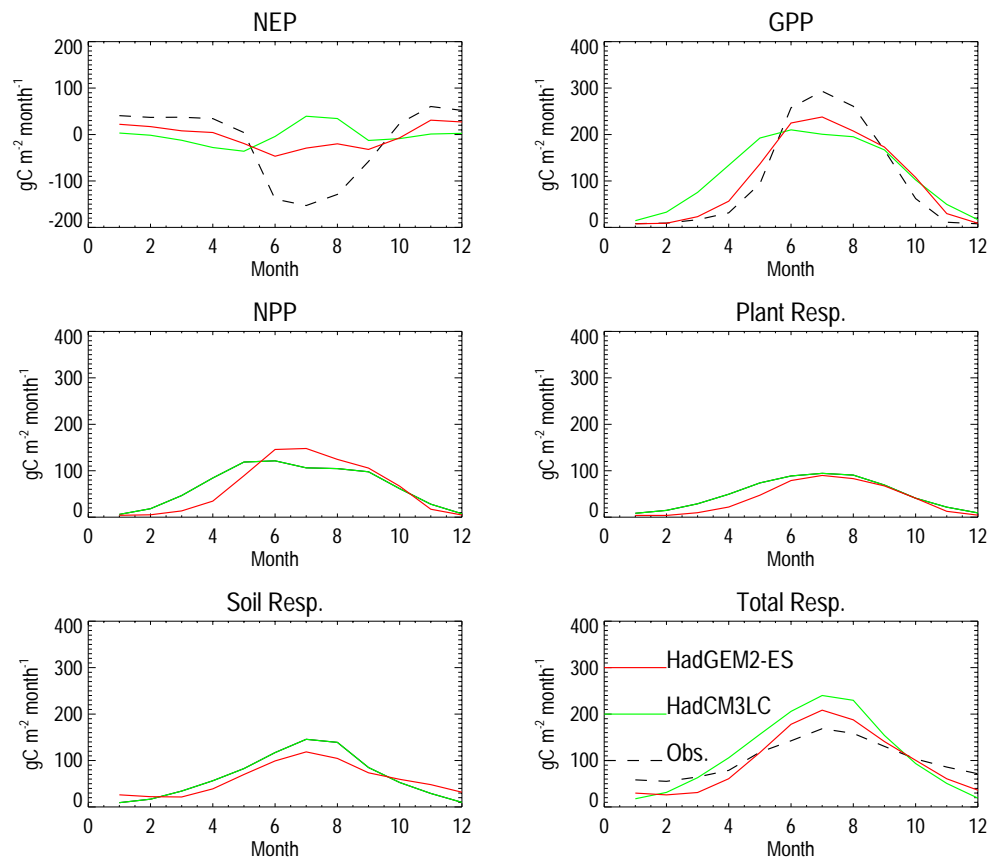 NEP
200
100
0
-100
-200
gC m-2 month-1
0 2 4 6 8 10 12
Month
GPP
400
300
200
100
0
gC m-2 month-1
0 2 4 6 8 10 12
Month
NPP
400
300
200
100
0
gC m-2 month-1
0 2 4 6 8 10 12
Month
Plant Resp.
400
300
200
100
0
gC m-2 month-1
0 2 4 6 8 10 12
Month
Soil Resp.
400
300
200
100
0
gC m-2 month-1
0 2 4 6 8 10 12
Month
Total Resp.
400
300
200
100
0
gC m-2 month-1
HadGEM2-ES
HadCM3LC
Obs.
0 2 4 6 8 10 12
Month